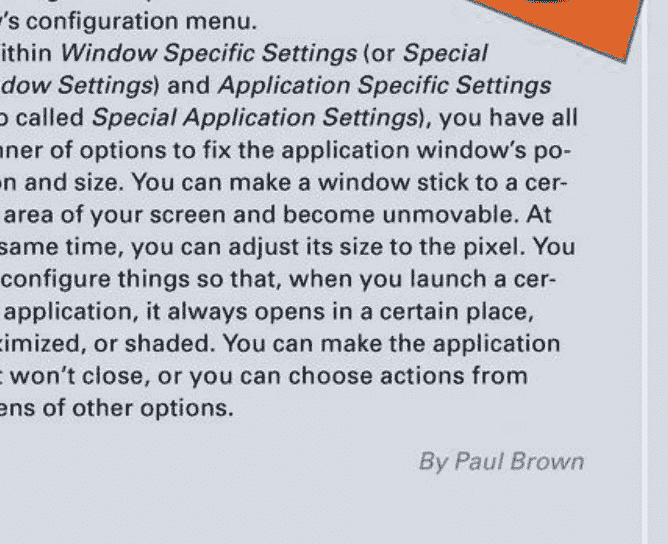 's configuration menu.
ithin Window Specific Settings (or Special
dow Settings) and Application Specific Settings
o called Special Application Settings), you have all
nner of options to fix the application window's po-
on and size. You can make a window stick to a cer-
area of your screen and become unmovable. At
same time, you can adjust its size to the pixel. You
configure things so that, when you launch a cer-
application, it always opens in a certain place,
ximized, or shaded. You can make the application
t won't close, or you can choose actions from
ens of other options.
By Paul Brown